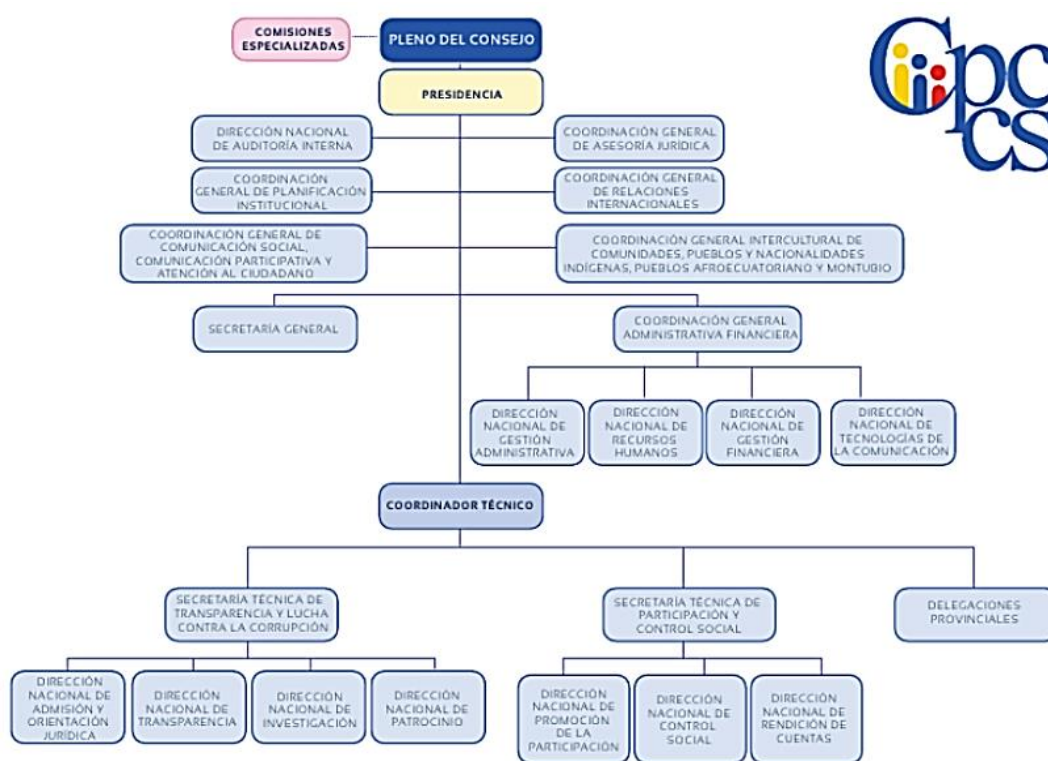 COMISIONES
ESPECIALIZADAS
PLENO DEL CONSEJO
Cpc
cs
PRESIDENCIA
DIRECCIÓN NACIONAL
DE AUDITORÍA INTERNA
COORDINACIÓN GENERAL
DE ASESORÍA JURÍDICA
COORDINACIÓN
GENERAL DE PLANIFICACIÓN
INSTITUCIONAL
COORDINACIÓN GENERAL
DE RELACIONES
INTERNACIONALES
COORDINACIÓN GENERAL DE
COMUNICACIÓN SOCIAL,
COMUNICACIÓN PARTICIPATIVA Y
ATENCIÓN AL CIUDADANO
COORDINACIÓN GENERAL INTERCULTURAL DE
COMUNIDADES, PUEBLOS Y NACIONALIDADES
INDÍGENAS, PUEBLOS AFROECUATORIANO Y MONTUBIO
SECRETARÍA GENERAL
COORDINACIÓN GENERAL
ADMINISTRATIVA FINANCIERA
DIRECCIÓN
NACIONAL DE
GESTIÓN
ADMINISTRATIVA
DIRECCIÓN
NACIONAL DE
RECURSOS
HUMANOS
DIRECCIÓN
NACIONAL DE
GESTIÓN
FINANCIERA
DIRECCIÓN
NACIONAL DE
TECNOLOGÍAS DE
LA COMUNICACIÓN
COORDINADOR TÉCNICO
SECRETARÍA TÉCNICA DE
TRANSPARENCIA Y LUCHA
CONTRA LA CORRUPCIÓN
SECRETARÍA TÉCNICA DE
PARTICIPACIÓN Y
CONTROL SOCIAL
DELEGACIONES
PROVINCIALES
DIRECCIÓN
NACIONAL DE
ADMISIÓN Y
ORIENTACIÓN
JURÍDICA
DIRECCIÓN
NACIONAL DE
TRANSPARENCIA
DIRECCIÓN
NACIONAL DE
INVESTIGACIÓN
DIRECCIÓN
NACIONAL DE
PATROCINIO
DIRECCIÓN
NACIONAL DE
PROMOCIÓN
DE LA
PARTICIPACIÓN
DIRECCIÓN
NACIONAL DE
CONTROL
SOCIAL
DIRECCIÓN
NACIONAL DE
RENDICIÓN DE
CUENTAS